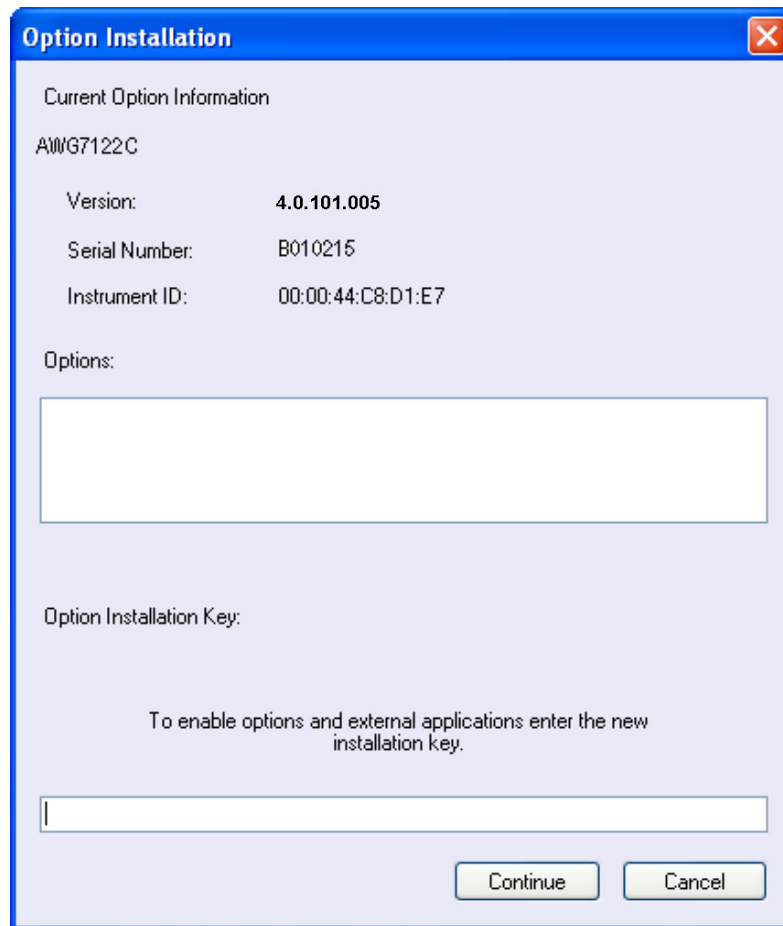 Option Installation
Current Option Information
AWG7122C
Version: 4.0.101.005
Serial Number: B010215
Instrument ID: 00:00:44:C8:D1:E7
Options:
Option Installation Key:
To enable options and external applications enter the new
installation key.
Continue Cancel